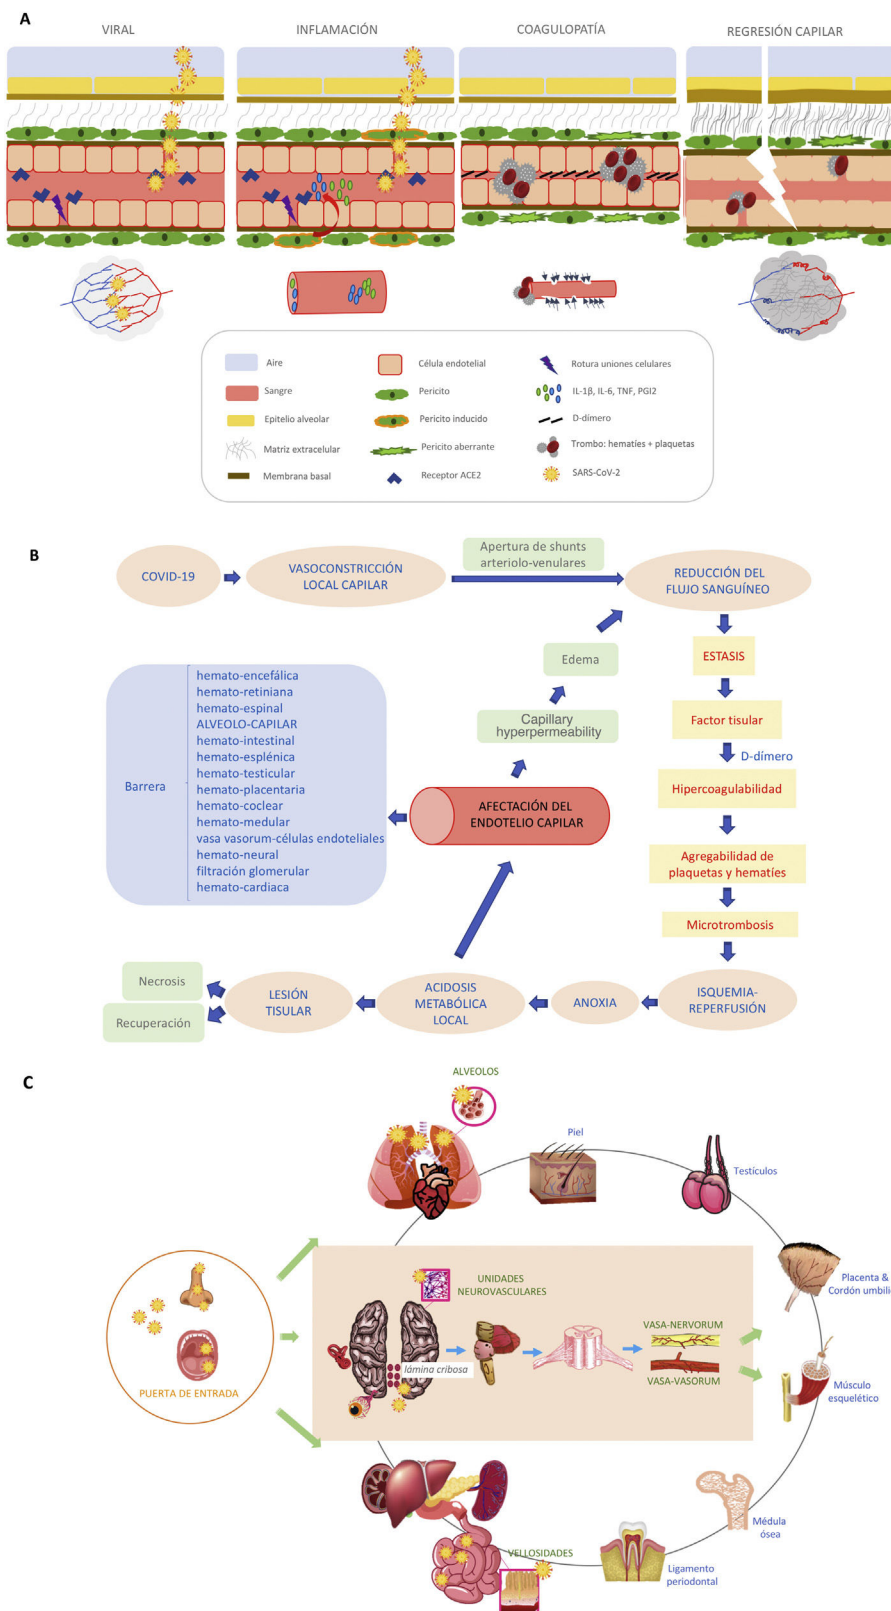 A
VIRAL
INFLAMACIÓN
COAGULOPATÍA
REGRESIÓN CAPILAR
Aire
Sangre
Epitelio alveolar
Matriz extracelular
Membrana basal
Célula endotelial
Pericito
Pericito inducido
Pericito aberrante
Receptor ACE2
Rotura uniones celulares
IL-1β, IL-6, TNF, PGI2
D-dímero
Trombo: hematíes + plaquetas
SARS-CoV-2
B
COVID-19
VASOCONSTRICCIÓN
LOCAL CAPILAR
Apertura de shunts
arteriolo-venulares
REDUCCIÓN DEL
FLUJO SANGUÍNEO
ESTASIS
Factor tisular
D-dímero
Hipercoagulabilidad
Agregabilidad de
plaquetas y hematíes
Microtrombosis
ISQUEMIA-
REPERFUSIÓN
ANOXIA
ACIDOSIS
METABÓLICA
LOCAL
LESIÓN
TISULAR
Necrosis
Recuperación
AFECTACIÓN DEL
ENDOTELIO CAPILAR
Capillary
hyperpermeability
Edema
Barrera
hemato-encefálica
hemato-retiniana
hemato-espinal
ALVEOLO-CAPILAR
hemato-intestinal
hemato-esplénica
hemato-testicular
hemato-placentaria
hemato-coclear
hemato-medular
vasa vasorum-células endoteliales
hemato-neural
filtración glomerular
hemato-cardiaca
C
ALVEOLOS
Piel
Testículos
Placenta &
Cordón umbili
Músculo
esquelético
Médula
ósea
Ligamento
periodontal
VELLOSIDADES
PUERTA DE ENTRADA
UNIDADES
NEUROVASCULARES
lámina cribosa
VASA-NERVORUM
VASA-VASORUM